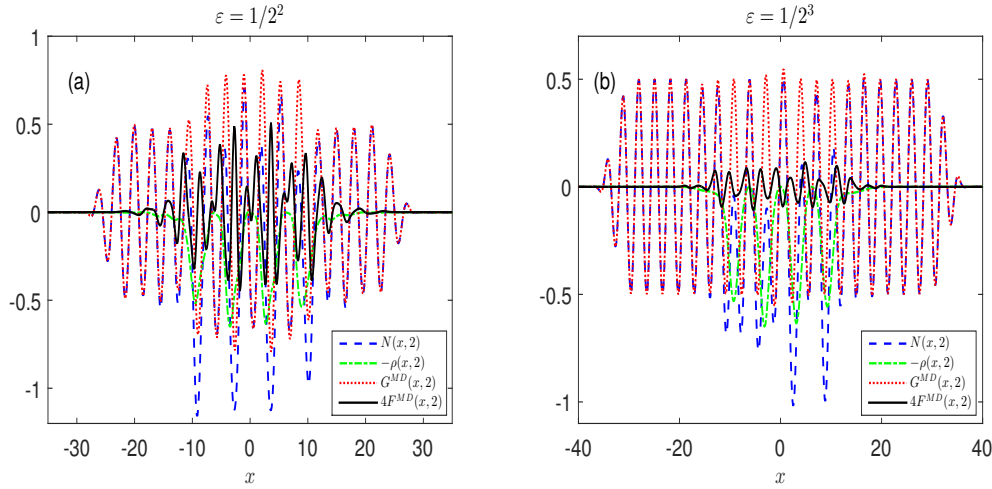 ε = 1/2²
(a)
1
0.5
0
-0.5
-1
-30
-20
-10
0
10
20
30
x
N(x, 2)
−ρ(x, 2)
G^{MD}(x, 2)
4F^{MD}(x, 2)
ε = 1/2³
(b)
0.5
0
-0.5
-1
-40
-20
0
20
40
x
N(x, 2)
−ρ(x, 2)
G^{MD}(x, 2)
4F^{MD}(x, 2)